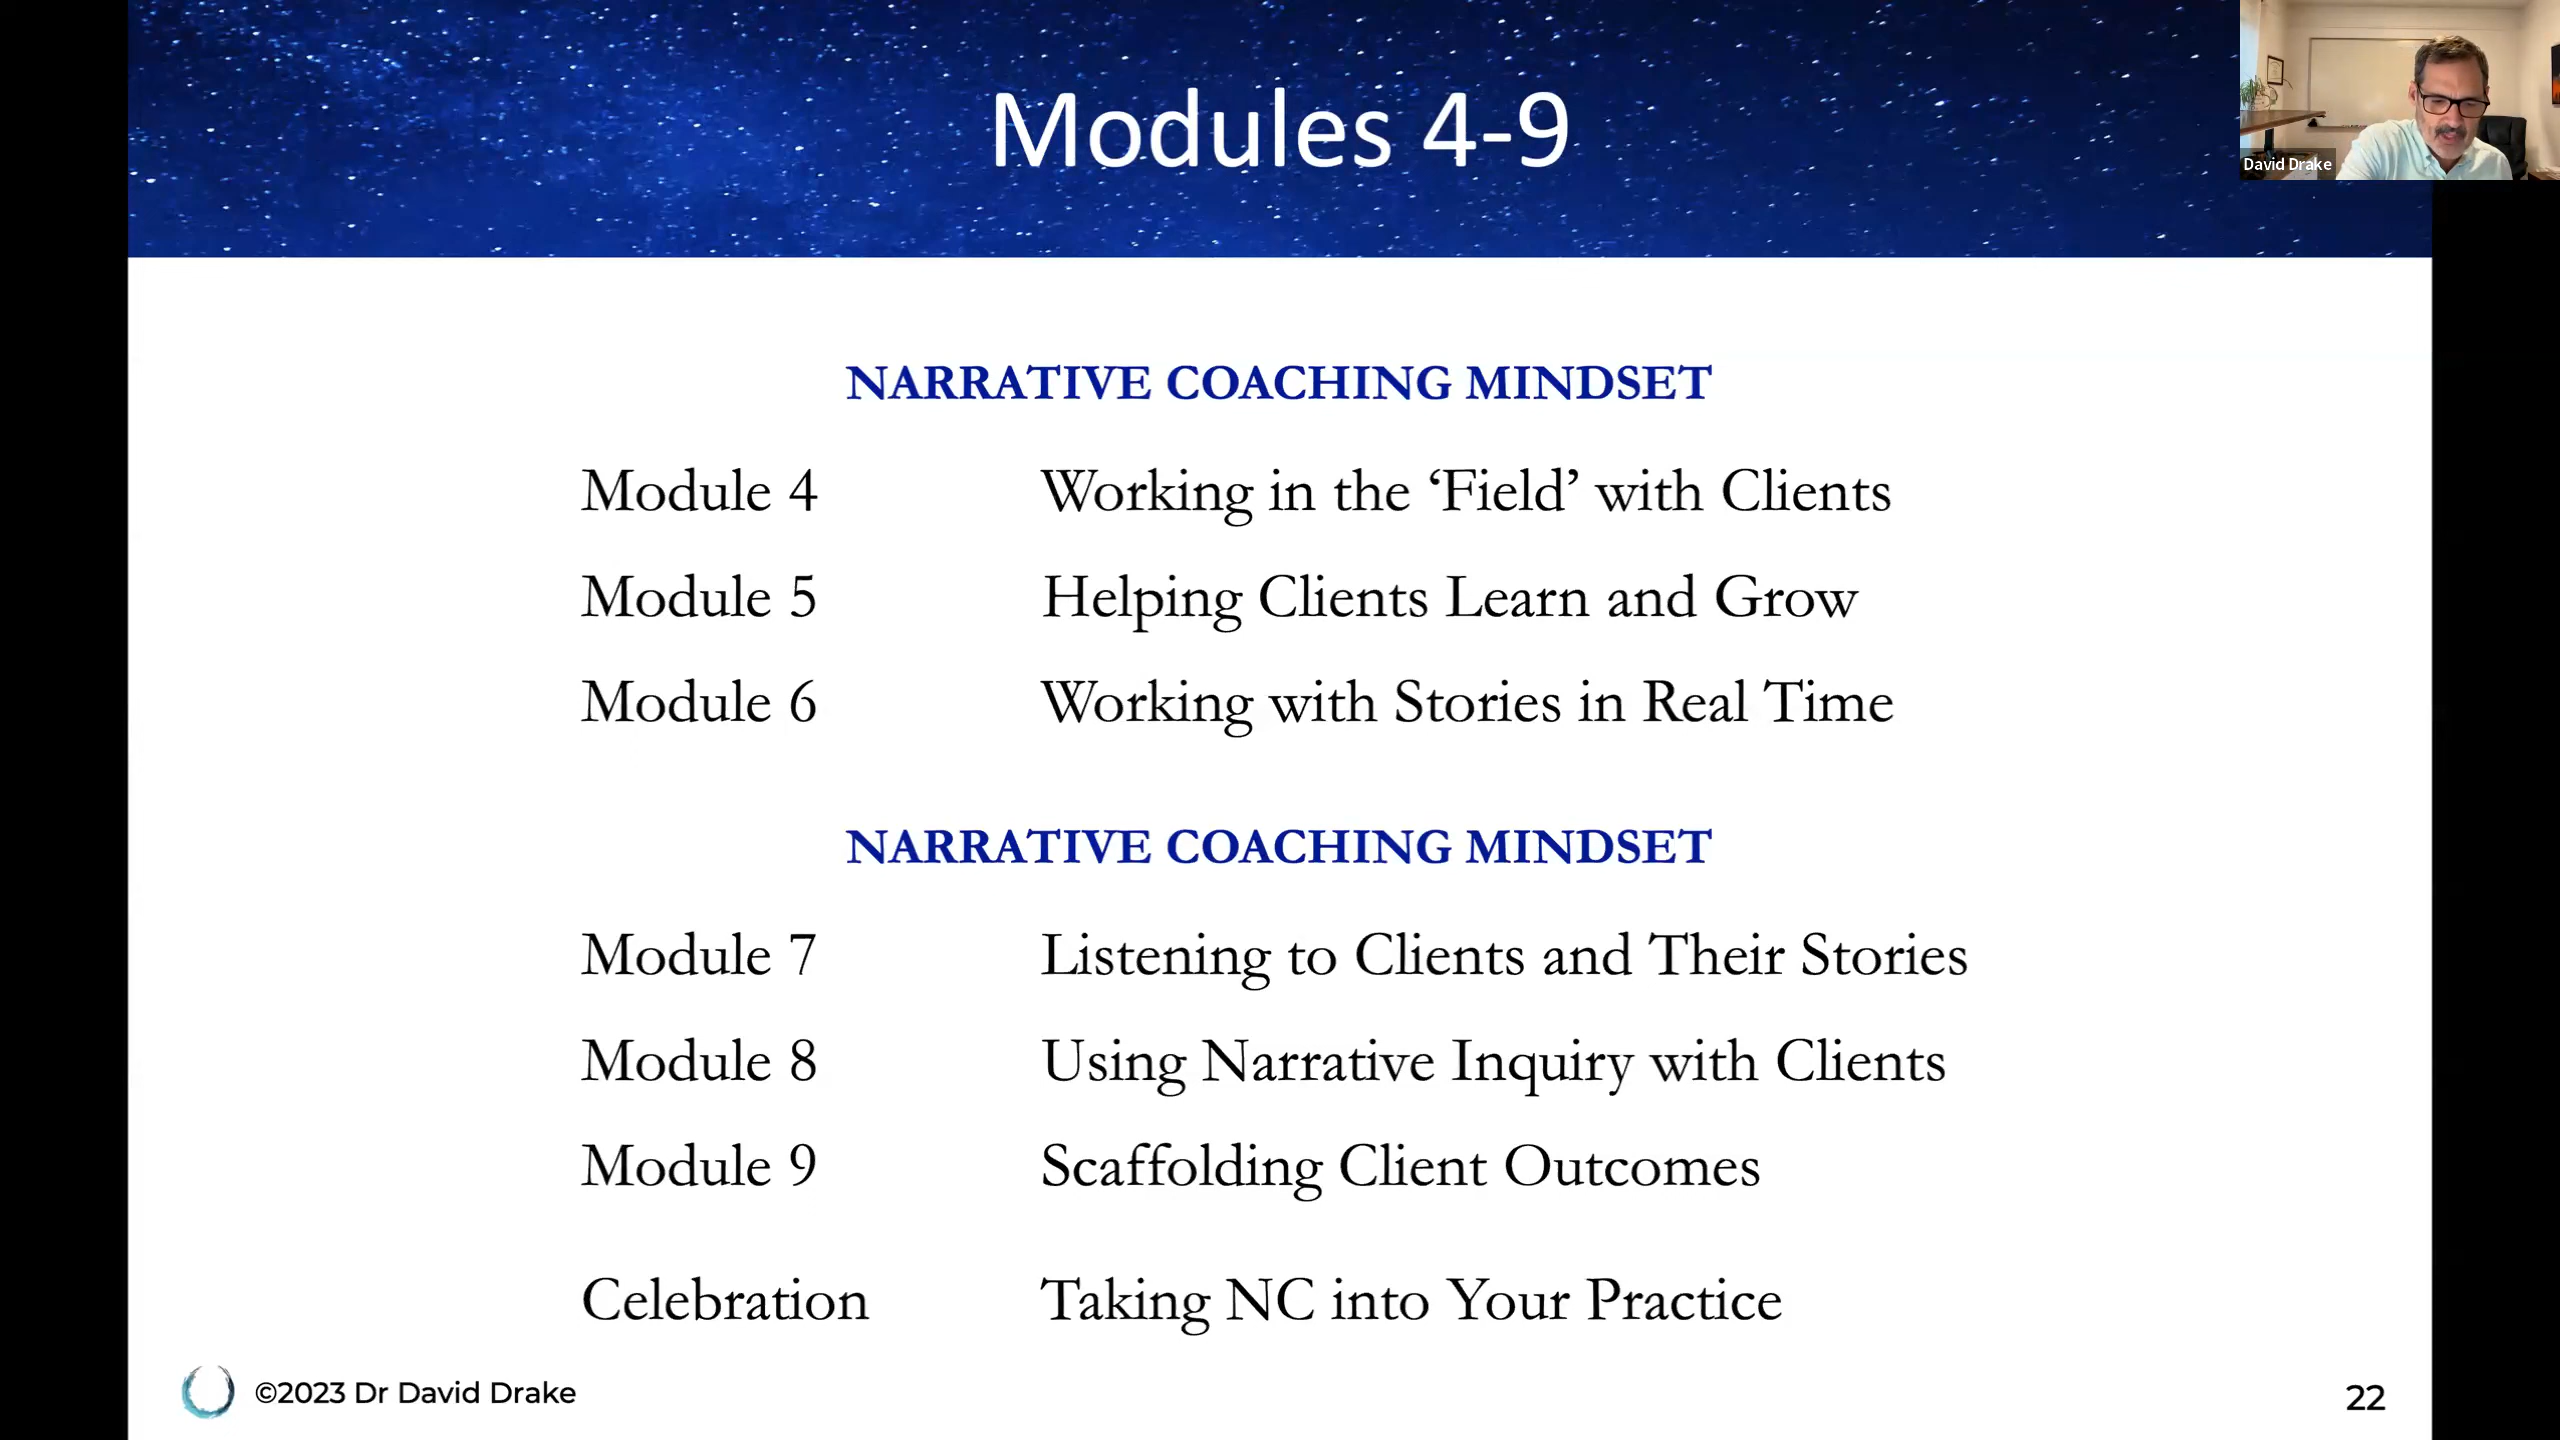 Modules 4-9
David Drake
NARRATIVE COACHING MINDSET
Module 4 Working in the ‘Field’ with Clients
Module 5 Helping Clients Learn and Grow
Module 6 Working with Stories in Real Time
NARRATIVE COACHING MINDSET
Module 7 Listening to Clients and Their Stories
Module 8 Using Narrative Inquiry with Clients
Module 9 Scaffolding Client Outcomes
Celebration Taking NC into Your Practice
©2023 Dr David Drake
22